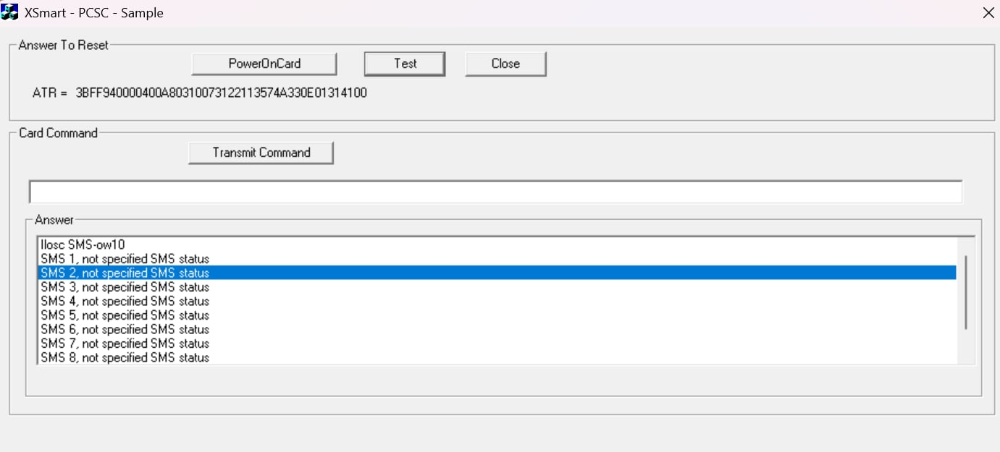 XSmart - PCSC - Sample
Answer To Reset
PowerOnCard Test Close
ATR = 3BFF940000400A80310073122113574A330E01314100
Card Command
Transmit Command
Answer
Ilosc SMS-ow10
SMS 1, not specified SMS status
SMS 2, not specified SMS status
SMS 3, not specified SMS status
SMS 4, not specified SMS status
SMS 5, not specified SMS status
SMS 6, not specified SMS status
SMS 7, not specified SMS status
SMS 8, not specified SMS status